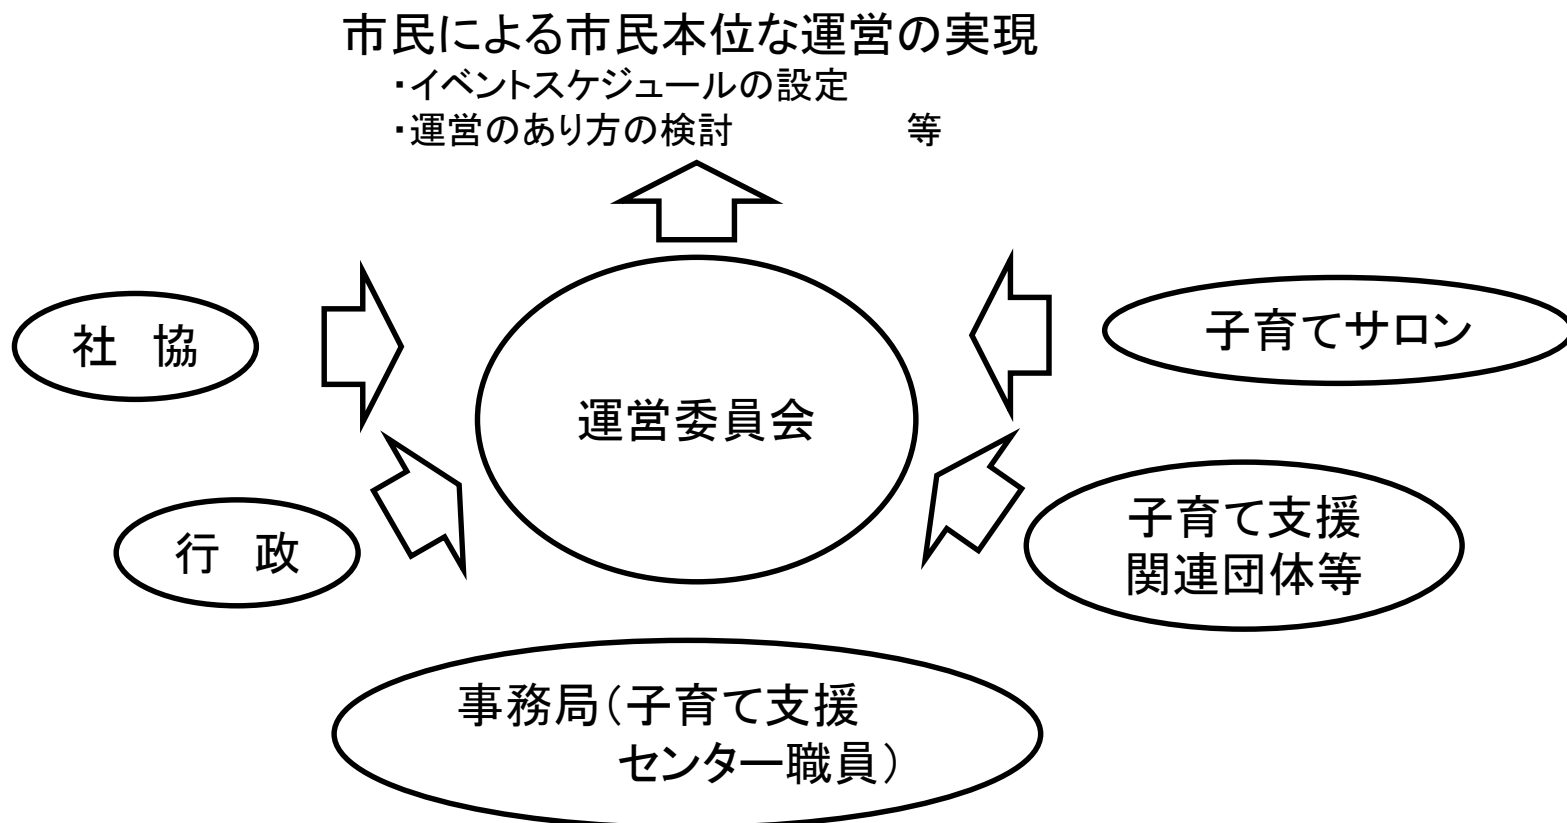 市民による市民本位な運営の実現
・イベントスケジュールの設定
・運営のあり方の検討　　　　　等
社　協
子育てサロン
運営委員会
行　政
子育て支援
関連団体等
事務局（子育て支援
センター職員）